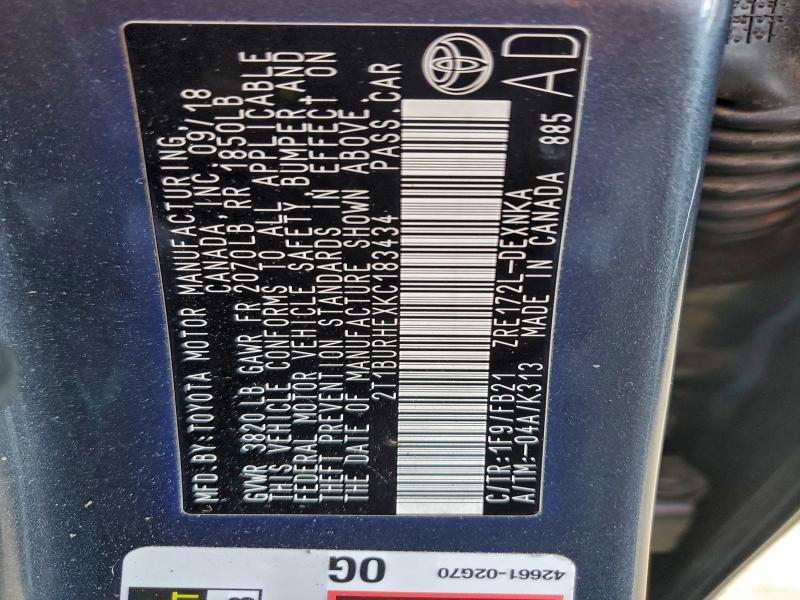 MFD.BY:TOYOTA MOTOR MANUFACTURING,
CANADA, INC. 09/18
GVWR 3820 LB GAWR FR 2070LB RR 1850LB
THIS VEHICLE CONFORMS TO ALL APPLICABLE
FEDERAL MOTOR VEHICLE SAFETY, BUMPER, AND
THEFT PREVENTION STANDARDS IN EFFECT ON
THE DATE OF MANUFACTURE SHOWN ABOVE.
2T1BURHEXKC183434 PASS.CAR
C/TR:1F9/FB21 ZRE172L-DEXNKA
A/TM:-04A/K313 MADE IN CANADA 885
AD
42661-02G70
OG